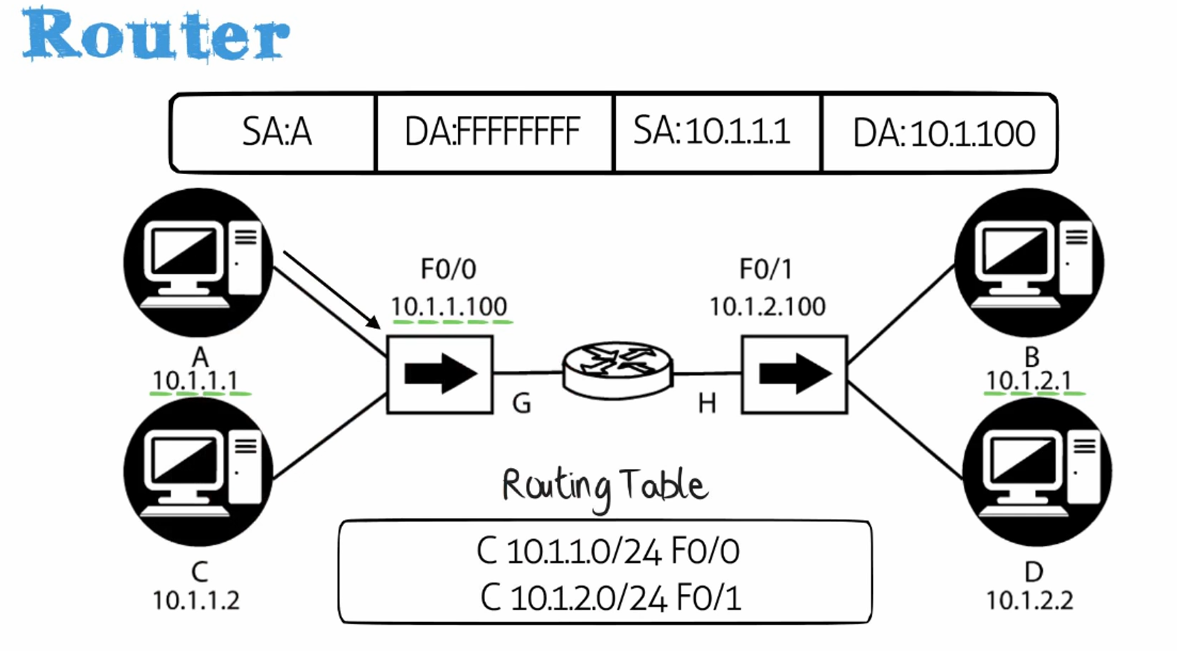 Router
SA:A DA:FFFFFFFF SA:10.1.1.1 DA:10.1.100
F0/0 F0/1
10.1.1.100 10.1.2.100
A B
10.1.1.1 10.1.2.1
G H
Routing Table
C 10.1.1.0/24 F0/0
C 10.1.2.0/24 F0/1
C D
10.1.1.2 10.1.2.2